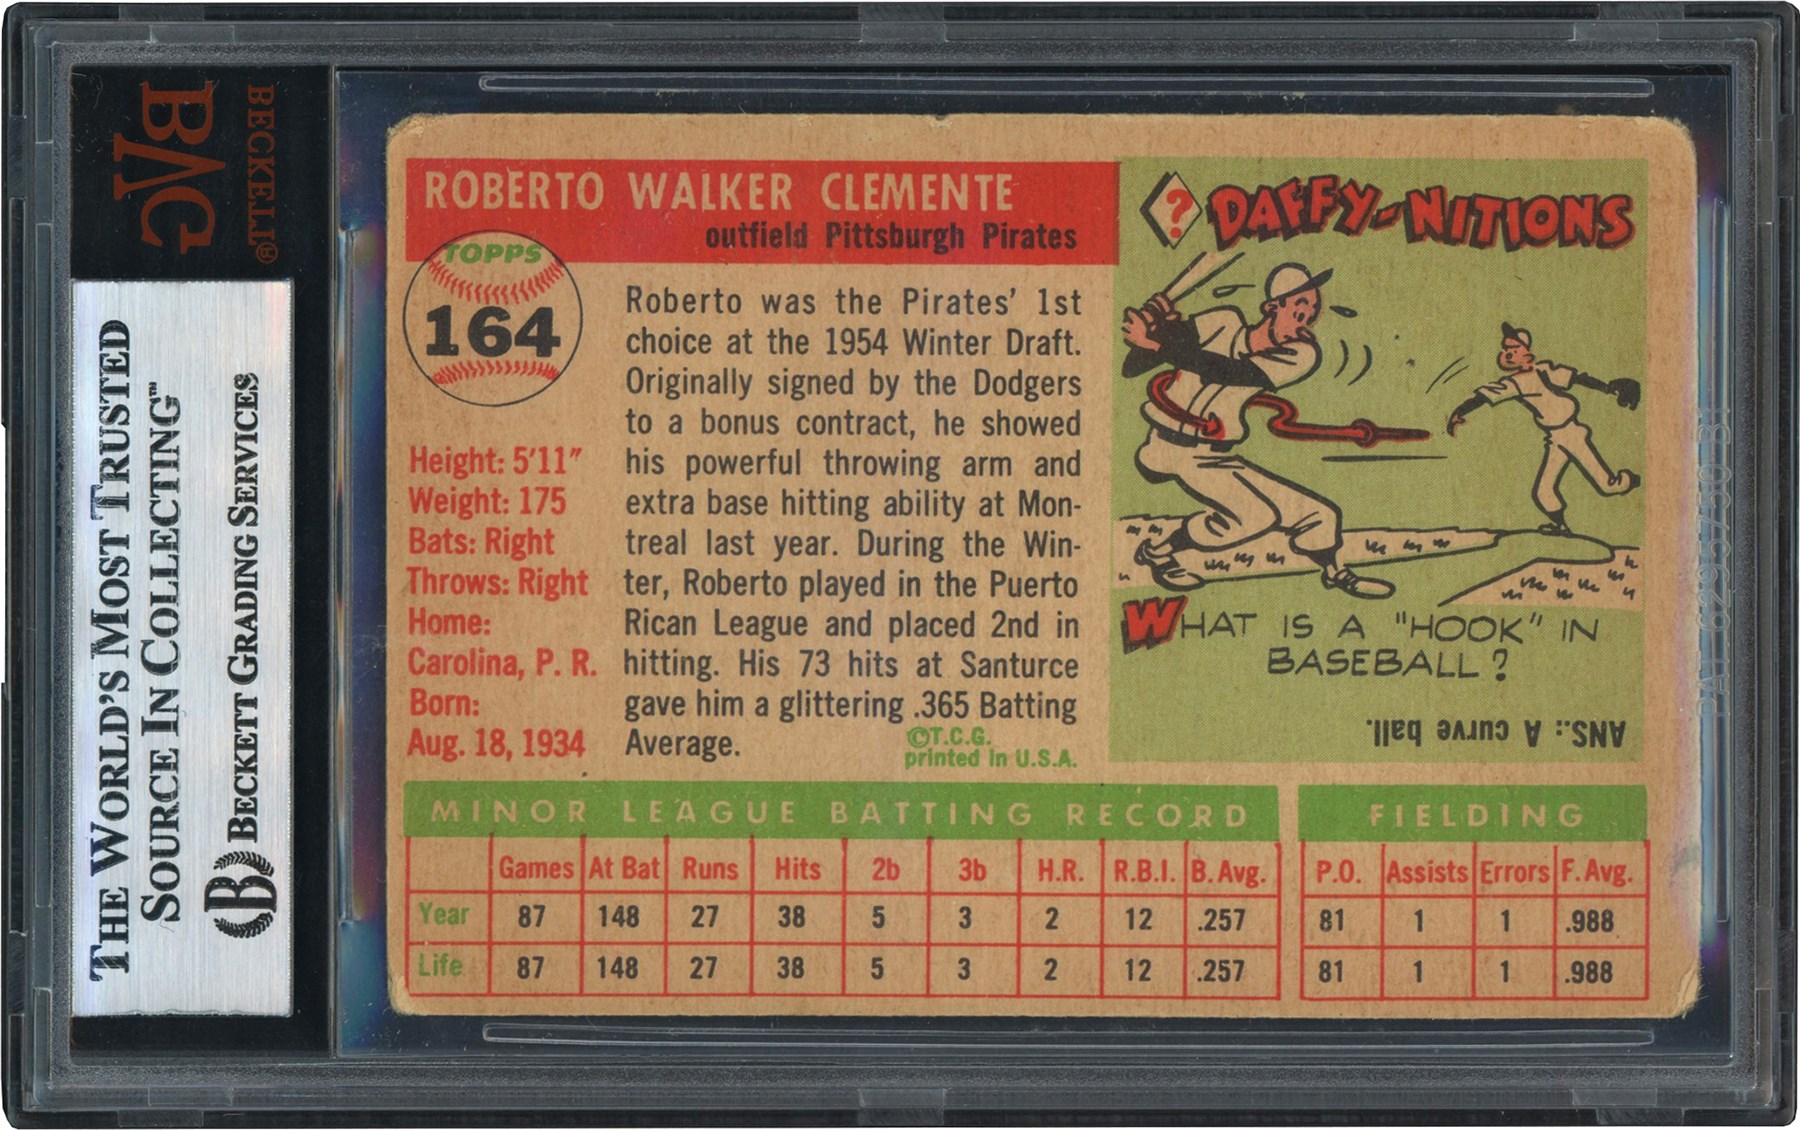 BECKETT®
BVG
THE WORLD'S MOST TRUSTED
SOURCE IN COLLECTING™
BECKETT GRADING SERVICES
ROBERTO WALKER CLEMENTE
outfield Pittsburgh Pirates
TOPPS
164
Height: 5'11"
Weight: 175
Bats: Right
Throws: Right
Home:
Carolina, P. R.
Born:
Aug. 18, 1934
Roberto was the Pirates' 1st
choice at the 1954 Winter Draft.
Originally signed by the Dodgers
to a bonus contract, he showed
his powerful throwing arm and
extra base hitting ability at Mon-
treal last year. During the Win-
ter, Roberto played in the Puerto
Rican League and placed 2nd in
hitting. His 73 hits at Santurce
gave him a glittering .365 Batting
Average.
©T.C.G.
printed in U.S.A.
? DAFFY-NITIONS
WHAT IS A "HOOK" IN
BASEBALL?
ANS.: A curve ball.
MINOR LEAGUE BATTING RECORD FIELDING
Games At Bat Runs Hits 2b 3b H.R. R.B.I. B. Avg. P.O. Assists Errors F. Avg.
Year 87 148 27 38 5 3 2 12 .257 81 1 1 .988
Life 87 148 27 38 5 3 2 12 .257 81 1 1 .988